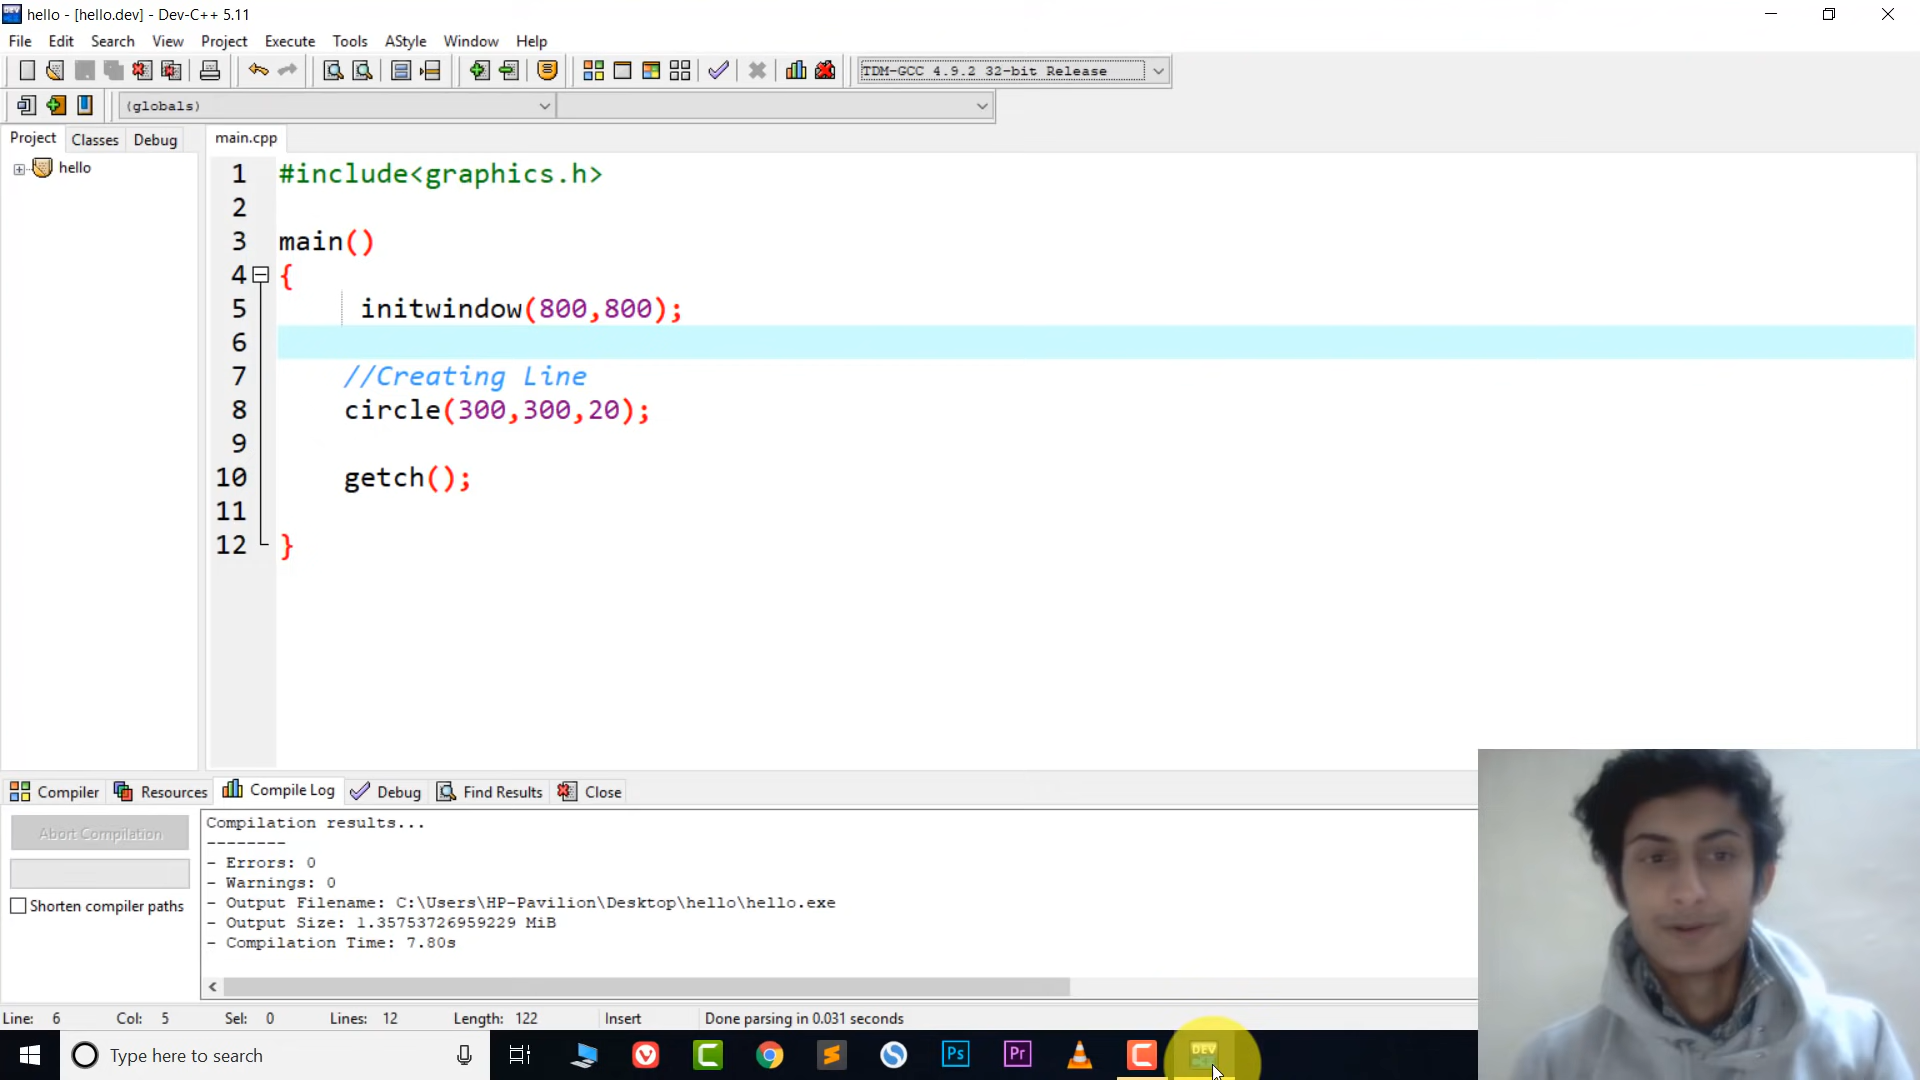 hello - [hello.dev] - Dev-C++ 5.11
File Edit Search View Project Execute Tools AStyle Window Help
TDM-GCC 4.9.2 32-bit Release
(globals)
Project Classes Debug main.cpp
hello
1 #include<graphics.h>
2
3 main()
4 {
5 initwindow(800,800);
6
7 //Creating Line
8 circle(300,300,20);
9
10 getch();
11
12 }
Compiler Resources Compile Log Debug Find Results Close
Abort Compilation
Shorten compiler paths
Compilation results...
--------
- Errors: 0
- Warnings: 0
- Output Filename: C:\Users\HP-Pavilion\Desktop\hello\hello.exe
- Output Size: 1.35753726959229 MiB
- Compilation Time: 7.80s
Line: 6 Col: 5 Sel: 0 Lines: 12 Length: 122 Insert Done parsing in 0.031 seconds
Type here to search
Ps Pr DEV